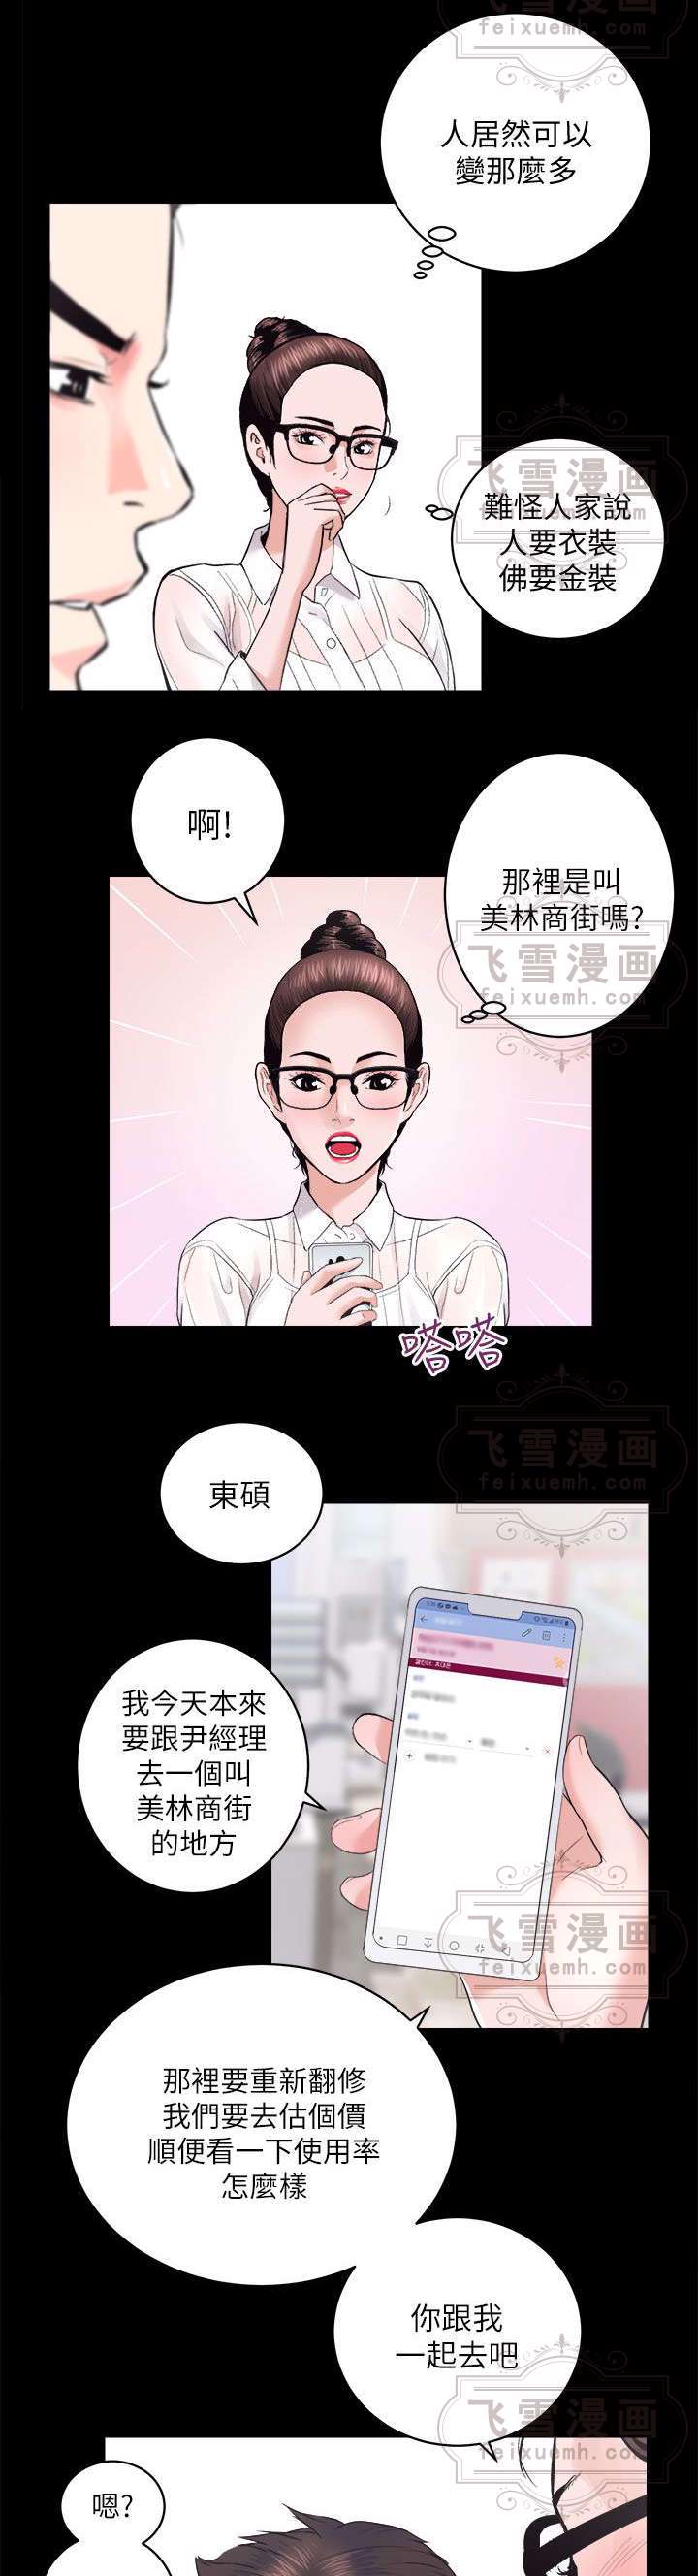 飞雪漫画
feixuemh.com
人居然可以
變那麼多
飞雪漫画
feixuemh.com
難怪人家說
人要衣裝
佛要金裝
啊!
那裡是叫
美林商街嗎?
飞雪漫画
feixuemh.com
嗒嗒
飞雪漫画
feixuemh.com
東碩
我今天本來
要跟尹經理
去一個叫
美林商街
的地方
飞雪漫画
feixuemh.com
那裡要重新翻修
我們要去估個價
順便看一下使用率
怎麼樣
你跟我
一起去吧
飞雪漫画
feixuemh.com
嗯?